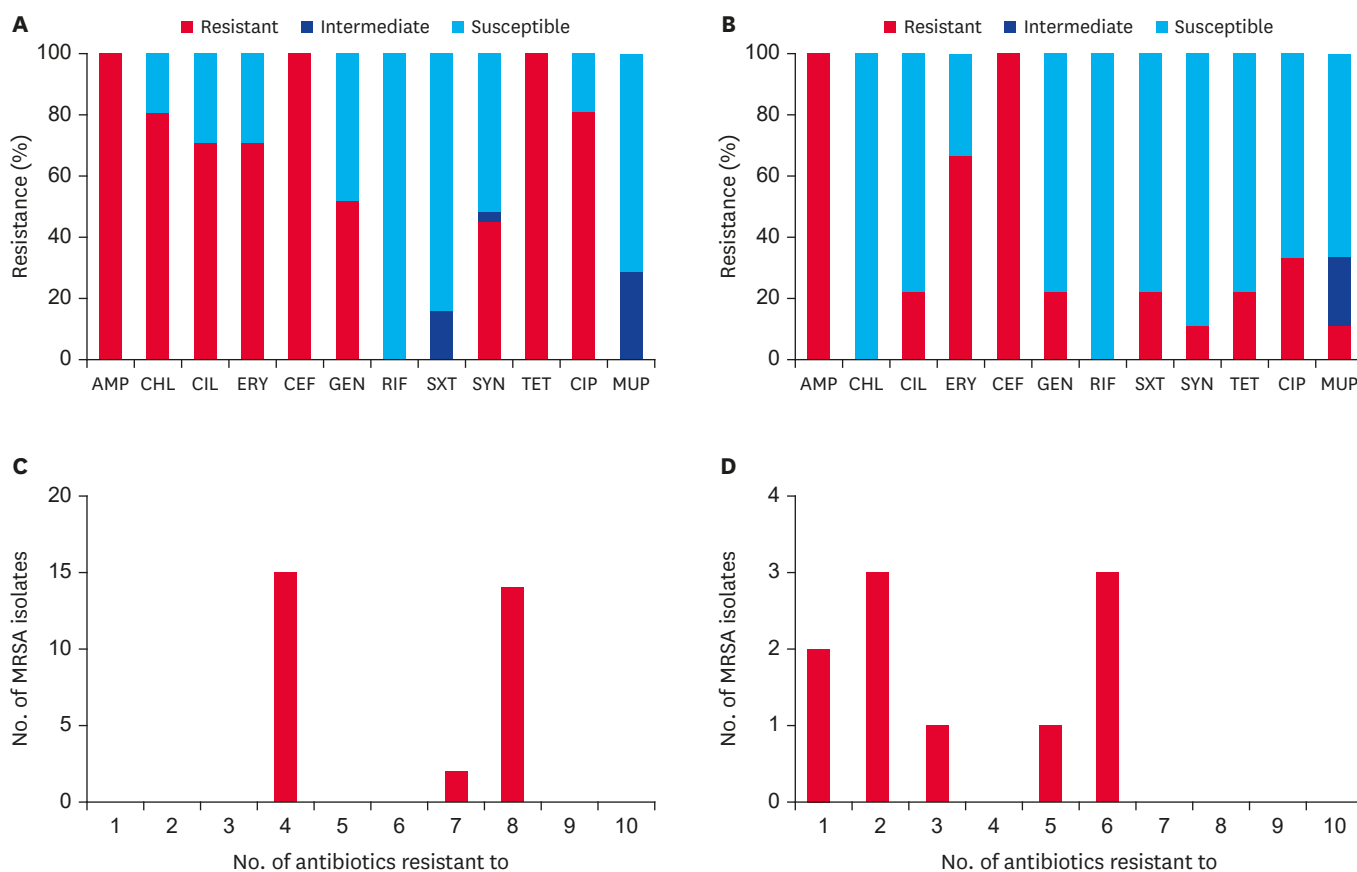 A
Resistant Intermediate Susceptible
Resistance (%)
100
80
60
40
20
0
AMP CHL CIL ERY CEF GEN RIF SXT SYN TET CIP MUP
B
Resistant Intermediate Susceptible
Resistance (%)
100
80
60
40
20
0
AMP CHL CIL ERY CEF GEN RIF SXT SYN TET CIP MUP
C
No. of MRSA isolates
20
15
10
5
0
1 2 3 4 5 6 7 8 9 10
No. of antibiotics resistant to
D
No. of MRSA isolates
4
3
2
1
0
1 2 3 4 5 6 7 8 9 10
No. of antibiotics resistant to